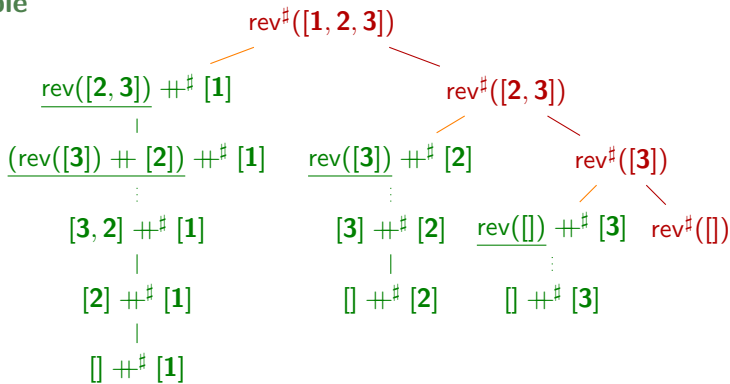 rev♯([1, 2, 3])
rev([2, 3]) ++♯ [1]
rev♯([2, 3])
(rev([3]) ++ [2]) ++♯ [1]
rev([3]) ++♯ [2]
rev♯([3])
[3, 2] ++♯ [1]
[3] ++♯ [2]
rev([]) ++♯ [3]
rev♯([])
[2] ++♯ [1]
[] ++♯ [2]
[] ++♯ [3]
[] ++♯ [1]